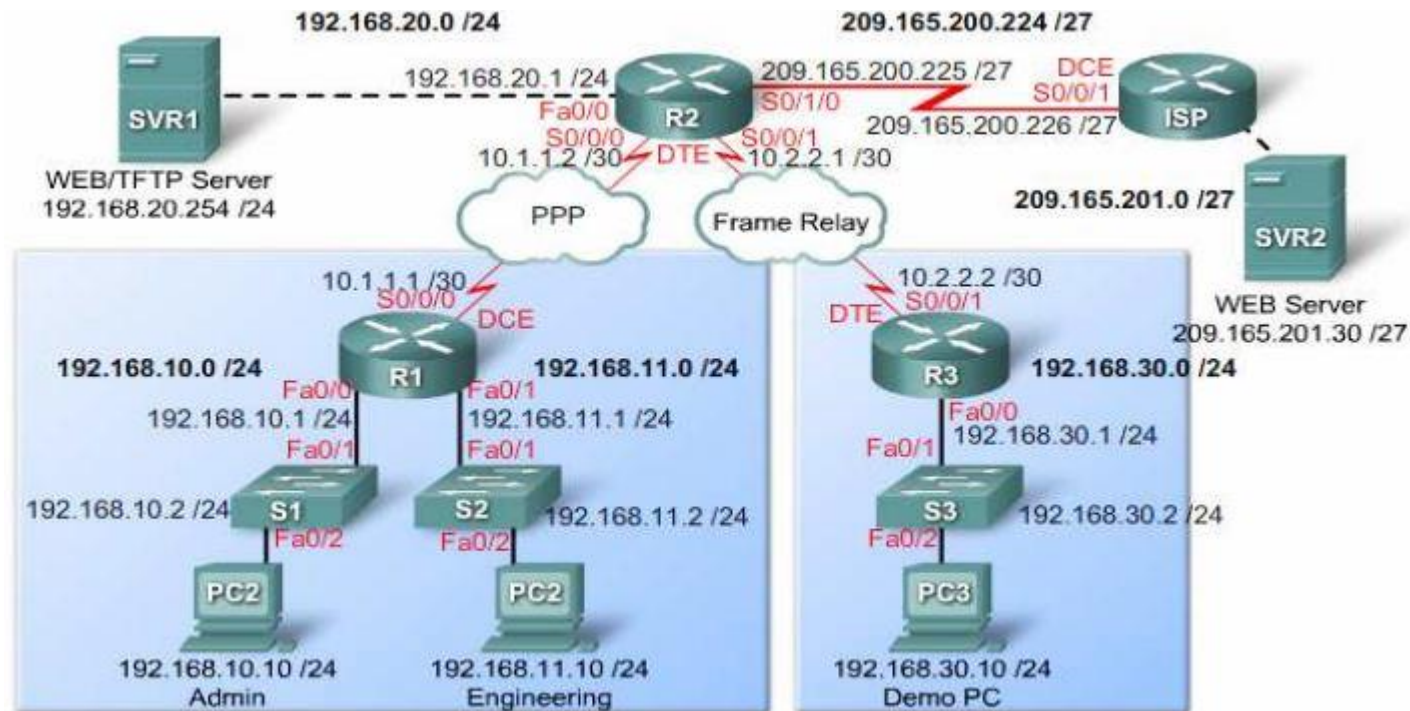 192.168.20.0 /24
209.165.200.224 /27
192.168.20.1 /24
209.165.200.225 /27
DCE
S0/0/1
SVR1
Fa0/0
R2
S0/1/0
ISP
S0/0/0
S0/0/1
209.165.200.226 /27
10.1.1.2 /30
DTE
10.2.2.1 /30
WEB/TFTP Server
192.168.20.254 /24
PPP
Frame Relay
209.165.201.0 /27
SVR2
10.1.1.1 /30
S0/0/0
DCE
10.2.2.2 /30
S0/0/1
DTE
WEB Server
209.165.201.30 /27
192.168.10.0 /24
R1
192.168.11.0 /24
R3
192.168.30.0 /24
Fa0/0
Fa0/1
Fa0/0
192.168.10.1 /24
192.168.11.1 /24
192.168.30.1 /24
Fa0/1
Fa0/1
Fa0/1
192.168.10.2 /24
S1
S2
192.168.11.2 /24
S3
192.168.30.2 /24
Fa0/2
Fa0/2
Fa0/2
PC2
PC2
PC3
192.168.10.10 /24
192.168.11.10 /24
192.168.30.10 /24
Admin
Engineering
Demo PC